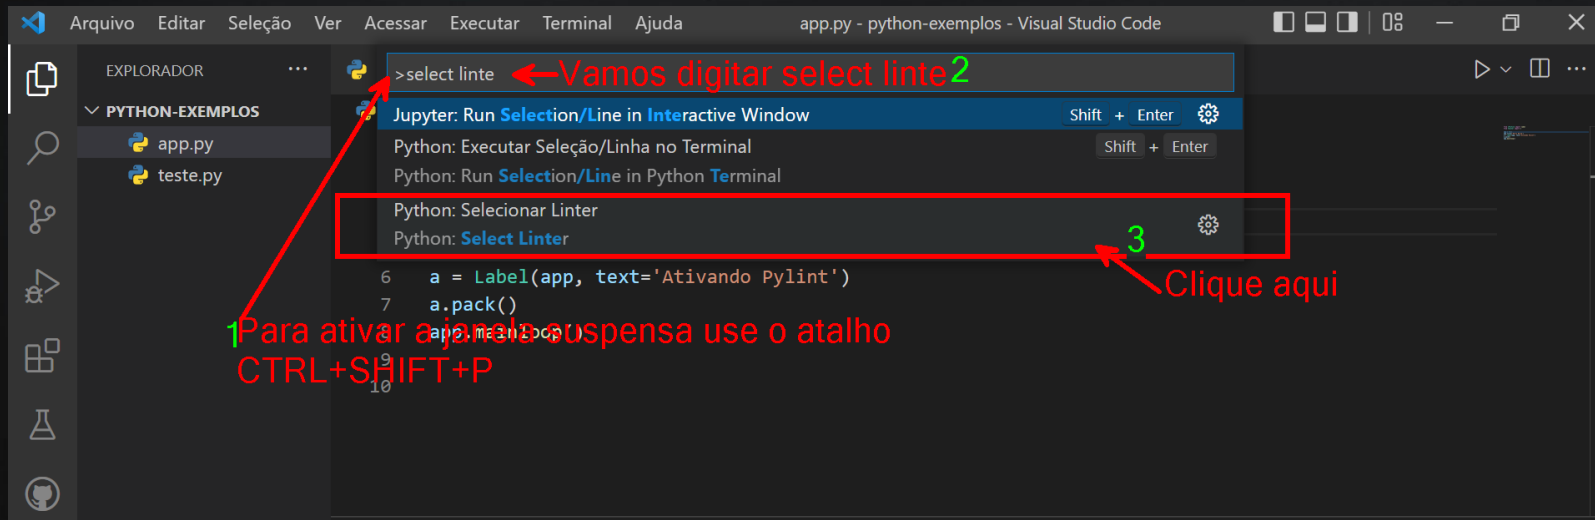 Arquivo Editar Seleção Ver Acessar Executar Terminal Ajuda app.py - python-exemplos - Visual Studio Code
EXPLORADOR
>select linte Vamos digitar select linte 2
PYTHON-EXEMPLOS
Jupyter: Run Selection/Line in Interactive Window Shift + Enter
app.py
Python: Executar Seleção/Linha no Terminal Shift + Enter
teste.py
Python: Run Selection/Line in Python Terminal
Python: Selecionar Linter
Python: Select Linter
3
6 a = Label(app, text='Ativando Pylint')
Clique aqui
7 a.pack()
1 Para ativar a janela suspensa use o atalho
8 app.mainloop()
CTRL+SHIFT+P
9
10